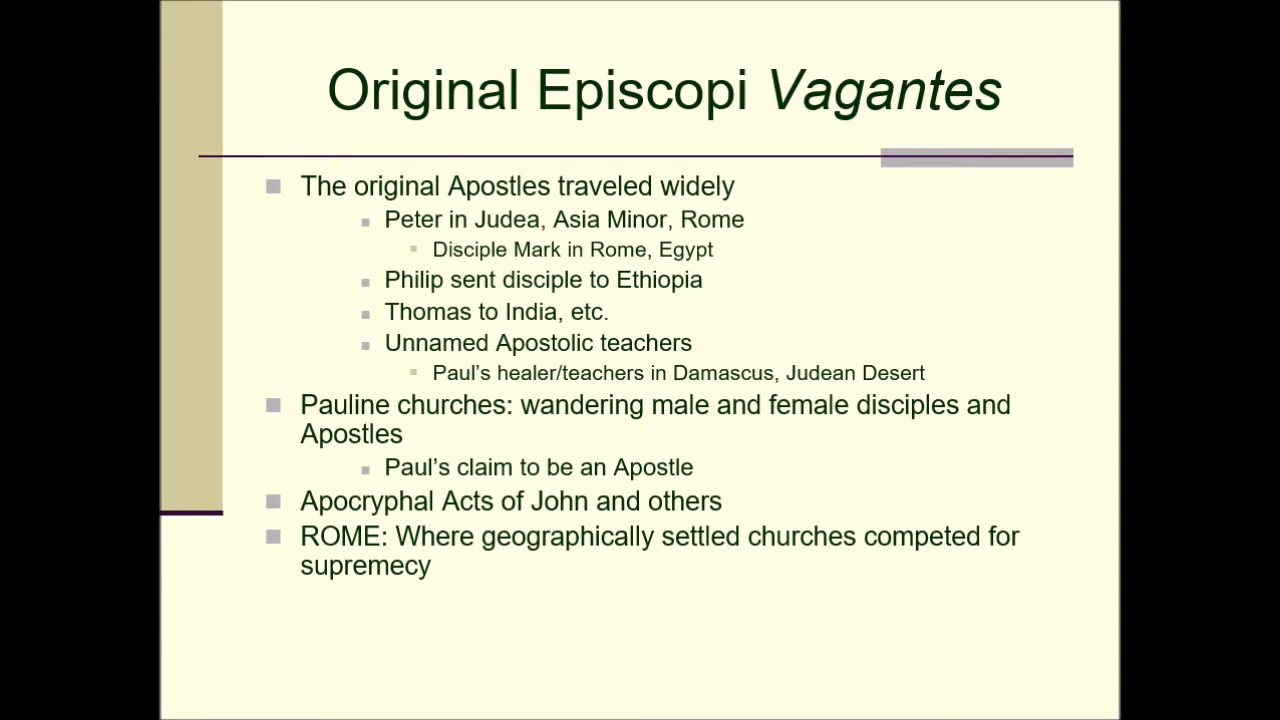 Original Episcopi Vagantes
The original Apostles traveled widely
Peter in Judea, Asia Minor, Rome
Disciple Mark in Rome, Egypt
Philip sent disciple to Ethiopia
Thomas to India, etc.
Unnamed Apostolic teachers
Paul's healer/teachers in Damascus, Judean Desert
Pauline churches: wandering male and female disciples and
Apostles
Paul's claim to be an Apostle
Apocryphal Acts of John and others
ROME: Where geographically settled churches competed for
supremecy